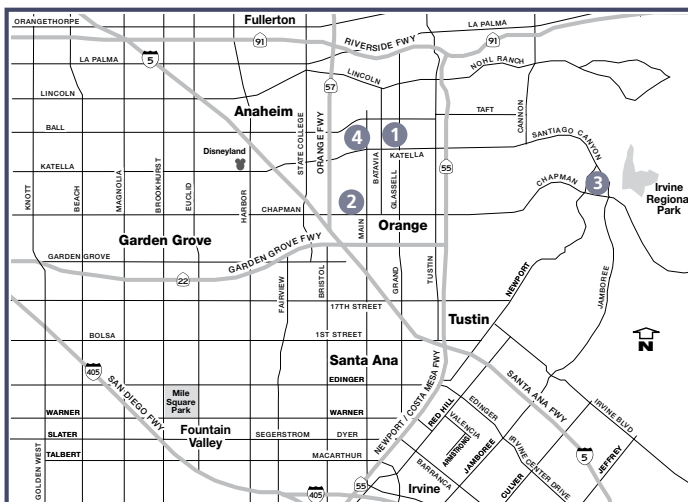 Fullerton
ORANGETHORPE
LA PALMA
91
RIVERSIDE FWY
91
5
LA PALMA
NOHL RANCH
LINCOLN
57
LINCOLN
Anaheim
TAFT
CANNON
BALL
STATE COLLEGE
ORANGE FWY
4
1
SANTIAGO CANYON
Disneyland
BATAVIA
KATELLA
KATELLA
55
KNOTT
BEACH
MAGNOLIA
BROOKHURST
EUCLID
HARBOR
GLASSELL
CHAPMAN
3
Irvine
Regional
Park
2
CHAPMAN
MAIN
Orange
Garden Grove
GARDEN GROVE FWY
GARDEN GROVE
22
FAIRVIEW
BRISTOL
GRAND
TUSTIN
NEWPORT
JAMBOREE
17TH STREET
Tustin
BOLSA
1ST STREET
N
Santa Ana
405
EDINGER
SAN DIEGO FWY
Mile
Square
Park
NEWPORT / COSTA MESA FWY
SANTA ANA FWY
WARNER
WARNER
RED HILL
EDINGER
IRVINE BLVD
Fountain
Valley
VALENCIA
SLATER
SEGERSTROM
DYER
ARMSTRONG
JAMBOREE
IRVINE CENTER DRIVE
TALBERT
MACARTHUR
5
JEFFREY
GOLDEN WEST
BARRANCA
CULVER
55
405
Irvine